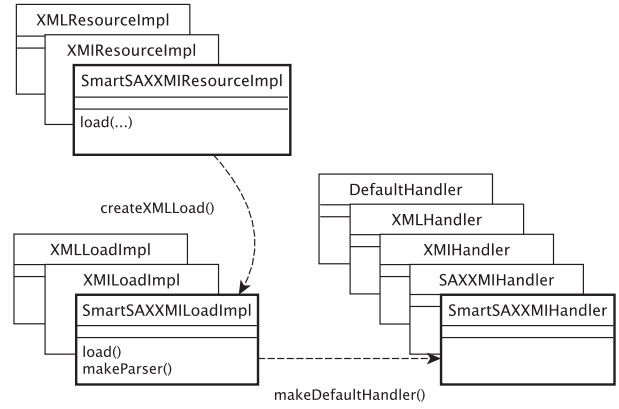 XMLResourceImpl
XMIResourceImpl
SmartSAXXMIResourceImpl
load(...)
createXMLLoad()
XMLLoadImpl
XMILoadImpl
SmartSAXXMILoadImpl
load()
makeParser()
DefaultHandler
XMLHandler
XMIHandler
SAXXMIHandler
SmartSAXXMIHandler
makeDefaultHandler()